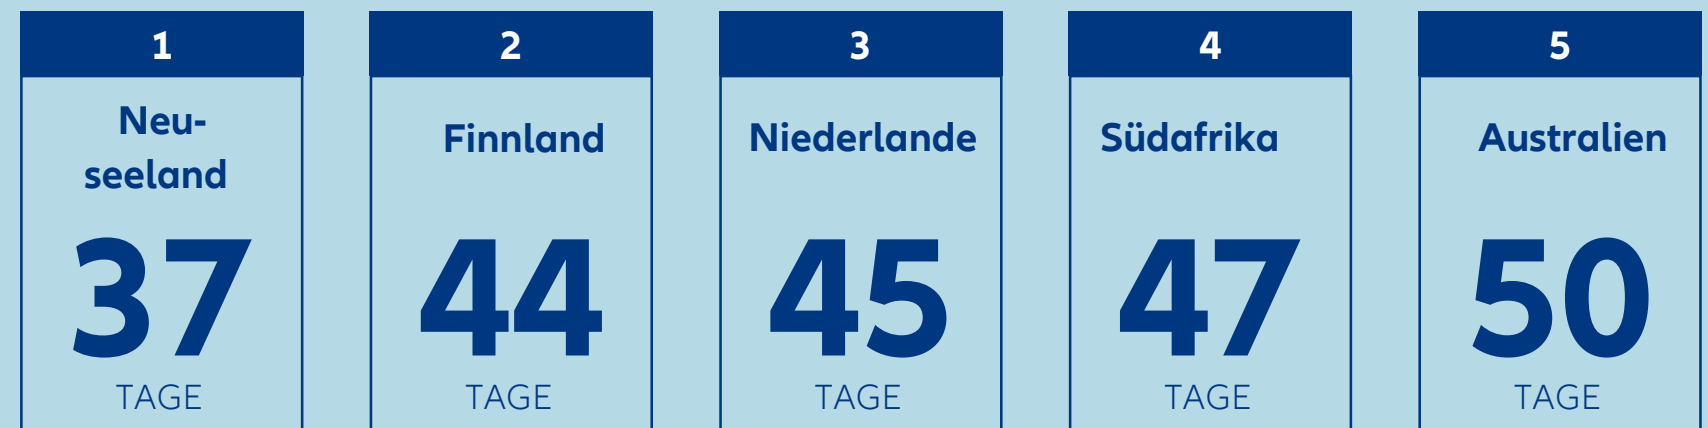 1
Neu-
seeland
37
TAGE
2
Finnland
44
TAGE
3
Niederlande
45
TAGE
4
Südafrika
47
TAGE
5
Australien
50
TAGE